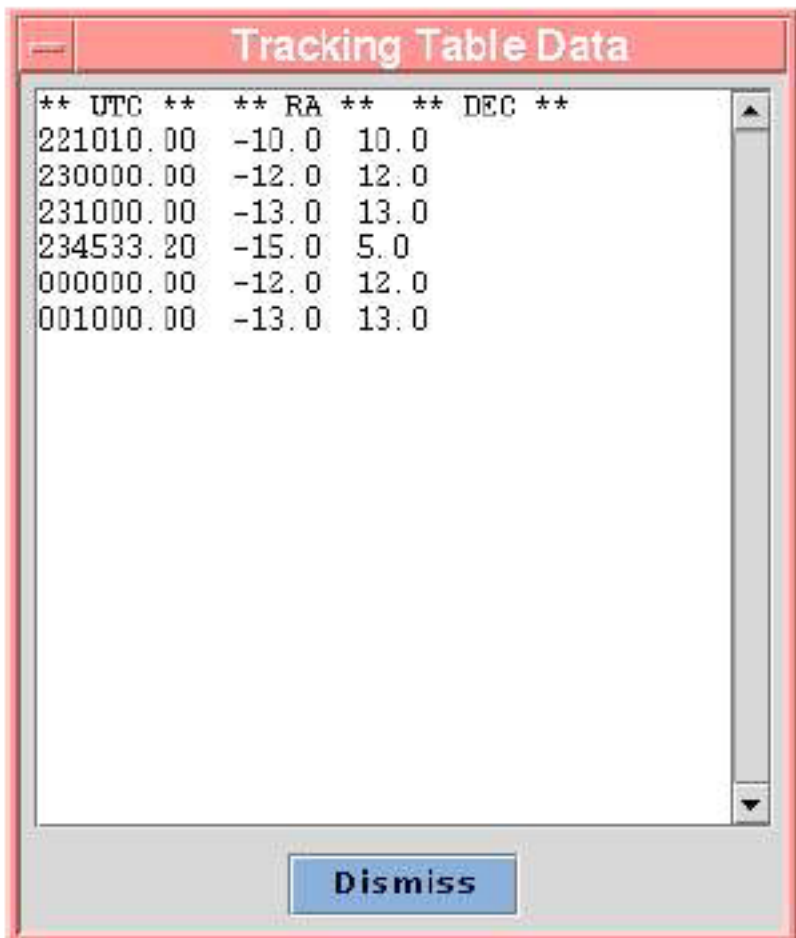 Tracking Table Data
** UTC ** ** RA ** ** DEC **
221010.00 -10.0 10.0
230000.00 -12.0 12.0
231000.00 -13.0 13.0
234533.20 -15.0 5.0
000000.00 -12.0 12.0
001000.00 -13.0 13.0
Dismiss